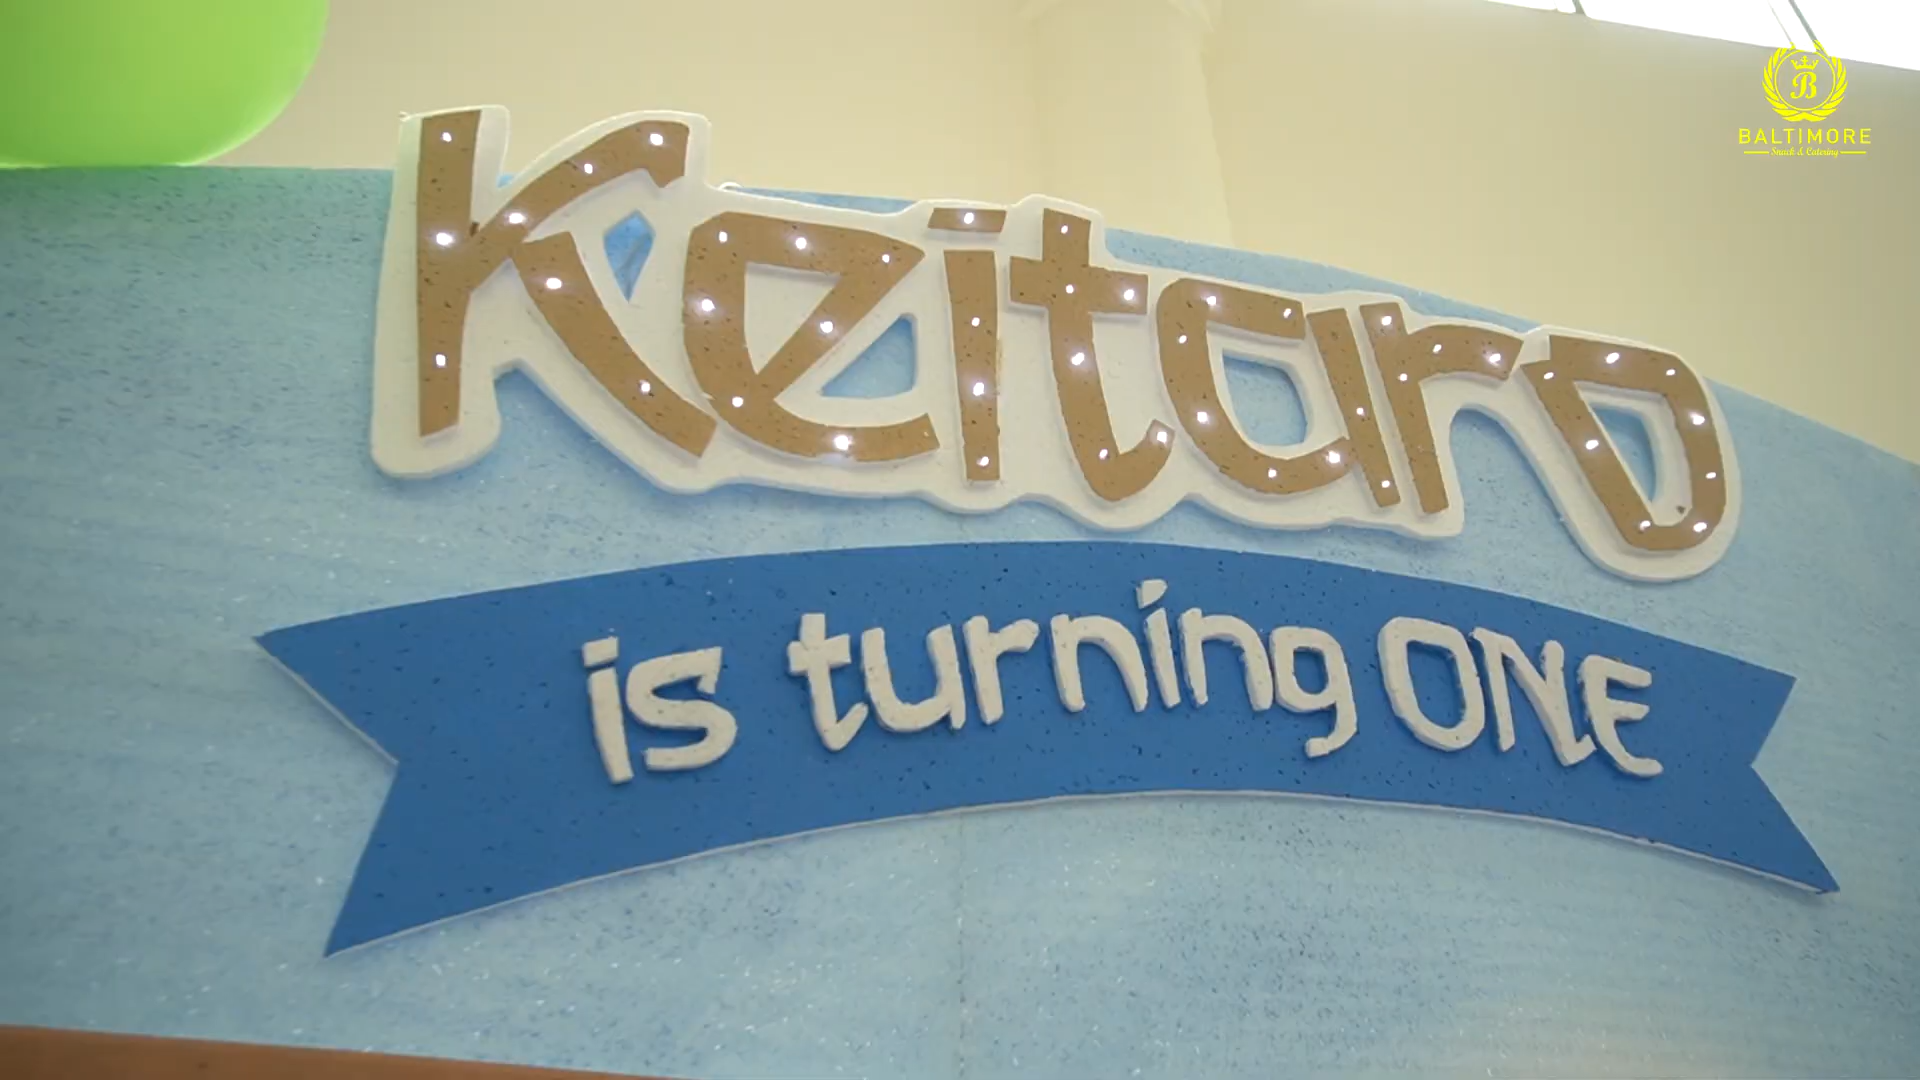 Keitaro
is turning ONE
B
BALTIMORE
Snack & Catering